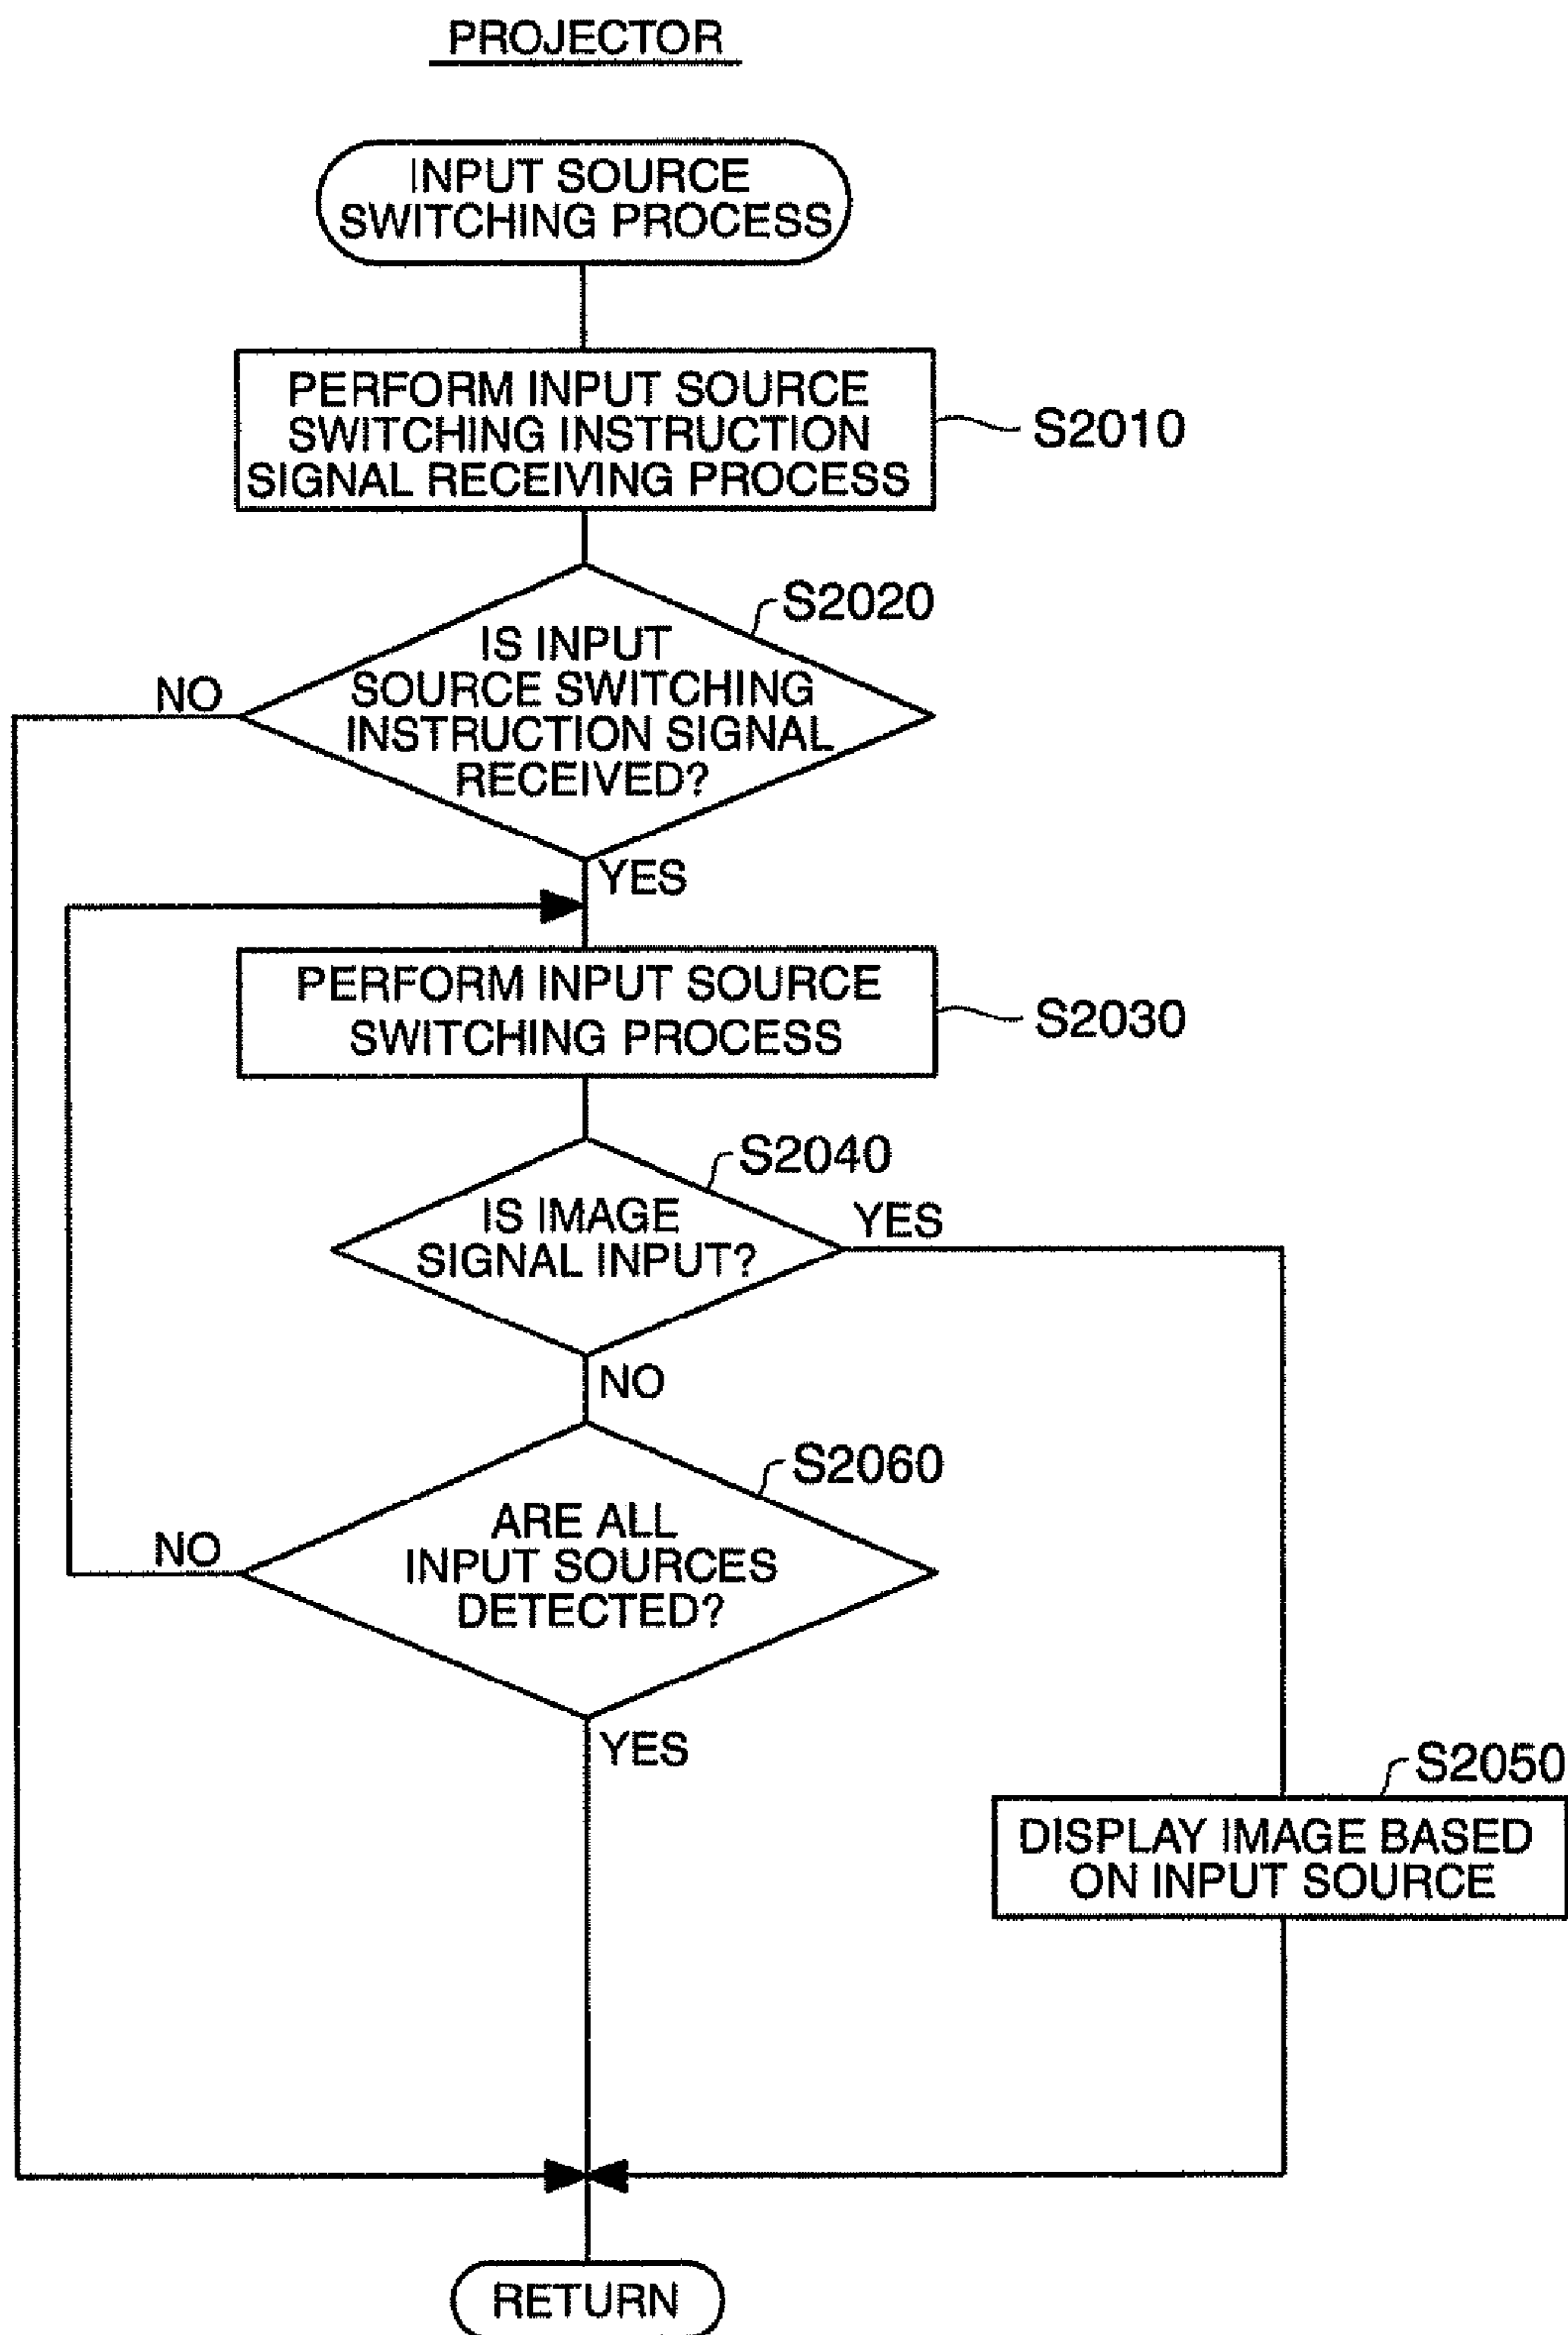 PROJECTOR
INPUT SOURCE
SWITCHING PROCESS
PERFORM INPUT SOURCE
SWITCHING INSTRUCTION
SIGNAL RECEIVING PROCESS
S2010
S2020
IS INPUT
SOURCE SWITCHING
INSTRUCTION SIGNAL
RECEIVED?
NO
YES
PERFORM INPUT SOURCE
SWITCHING PROCESS
S2030
S2040
IS IMAGE
SIGNAL INPUT?
YES
NO
S2060
ARE ALL
INPUT SOURCES
DETECTED?
NO
YES
S2050
DISPLAY IMAGE BASED
ON INPUT SOURCE
RETURN